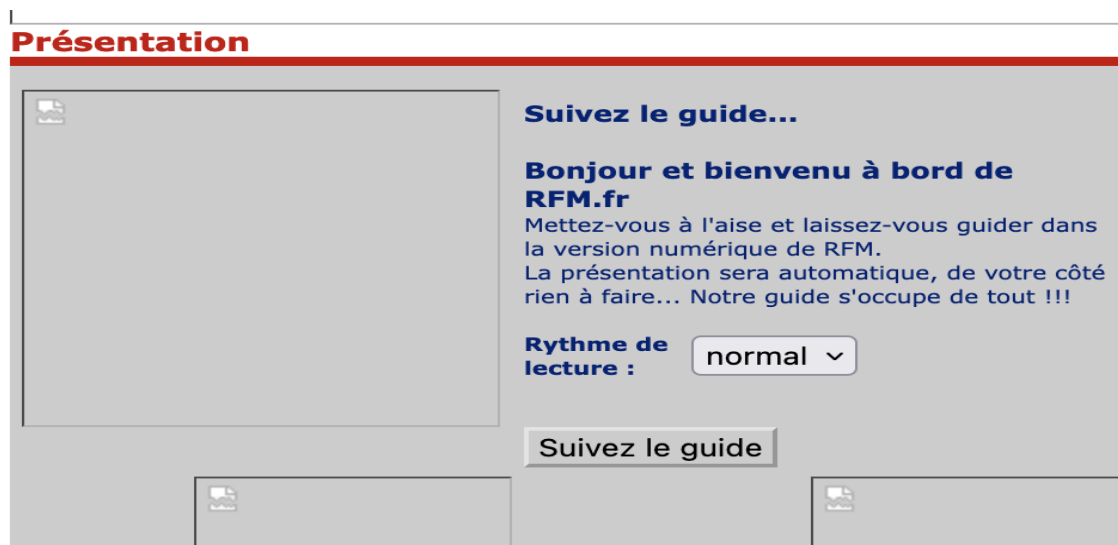 Présentation
Suivez le guide...
Bonjour et bienvenu à bord de
RFM.fr
Mettez-vous à l'aise et laissez-vous guider dans
la version numérique de RFM.
La présentation sera automatique, de votre côté
rien à faire... Notre guide s'occupe de tout !!!
Rythme de
lecture :
normal
Suivez le guide